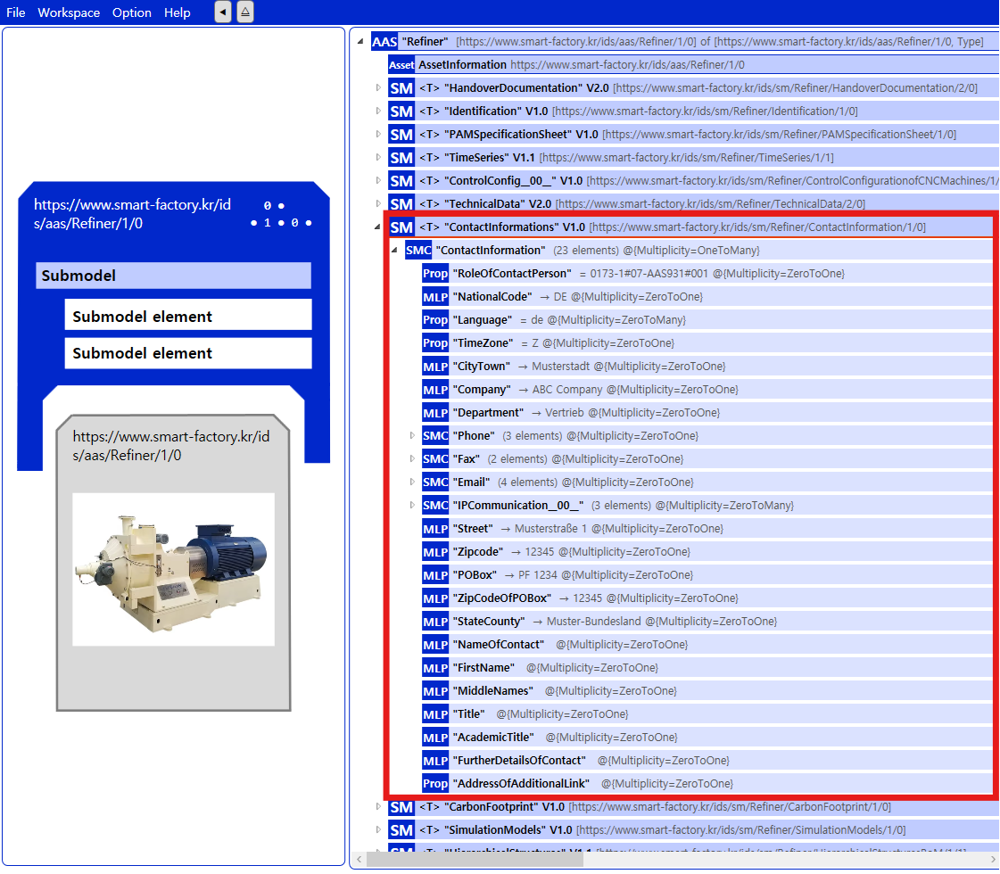 File Workspace Option Help
https://www.smart-factory.kr/id
s/aas/Refiner/1/0
0
1 0
Submodel
Submodel element
Submodel element
https://www.smart-factory.kr/id
s/aas/Refiner/1/0
AAS "Refiner" [https://www.smart-factory.kr/ids/aas/Refiner/1/0] of [https://www.smart-factory.kr/ids/aas/Refiner/1/0, Type]
Asset AssetInformation https://www.smart-factory.kr/ids/aas/Refiner/1/0
SM <T> "HandoverDocumentation" V2.0 [https://www.smart-factory.kr/ids/sm/Refiner/HandoverDocumentation/2/0]
SM <T> "Identification" V1.0 [https://www.smart-factory.kr/ids/sm/Refiner/Identification/1/0]
SM <T> "PAMSpecificationSheet" V1.0 [https://www.smart-factory.kr/ids/sm/Refiner/PAMSpecificationSheet/1/0]
SM <T> "TimeSeries" V1.1 [https://www.smart-factory.kr/ids/sm/Refiner/TimeSeries/1/1]
SM <T> "ControlConfig__00__" V1.0 [https://www.smart-factory.kr/ids/sm/Refiner/ControlConfigurationofCNCMachines/1/
SM <T> "TechnicalData" V2.0 [https://www.smart-factory.kr/ids/sm/Refiner/TechnicalData/2/0]
SM <T> "ContactInformations" V1.0 [https://www.smart-factory.kr/ids/sm/Refiner/ContactInformation/1/0]
SMC "ContactInformation" (23 elements) @{Multiplicity=OneToMany}
Prop "RoleOfContactPerson" = 0173-1#07-AAS931#001 @{Multiplicity=ZeroToOne}
MLP "NationalCode" → DE @{Multiplicity=ZeroToOne}
Prop "Language" = de @{Multiplicity=ZeroToMany}
Prop "TimeZone" = Z @{Multiplicity=ZeroToOne}
MLP "CityTown" → Musterstadt @{Multiplicity=ZeroToOne}
MLP "Company" → ABC Company @{Multiplicity=ZeroToOne}
MLP "Department" → Vertrieb @{Multiplicity=ZeroToOne}
SMC "Phone" (3 elements) @{Multiplicity=ZeroToOne}
SMC "Fax" (2 elements) @{Multiplicity=ZeroToOne}
SMC "Email" (4 elements) @{Multiplicity=ZeroToOne}
SMC "IPCommunication__00__" (3 elements) @{Multiplicity=ZeroToMany}
MLP "Street" → Musterstraße 1 @{Multiplicity=ZeroToOne}
MLP "Zipcode" → 12345 @{Multiplicity=ZeroToOne}
MLP "POBox" → PF 1234 @{Multiplicity=ZeroToOne}
MLP "ZipCodeOfPOBox" → 12345 @{Multiplicity=ZeroToOne}
MLP "StateCounty" → Muster-Bundesland @{Multiplicity=ZeroToOne}
MLP "NameOfContact" @{Multiplicity=ZeroToOne}
MLP "FirstName" @{Multiplicity=ZeroToOne}
MLP "MiddleNames" @{Multiplicity=ZeroToOne}
MLP "Title" @{Multiplicity=ZeroToOne}
MLP "AcademicTitle" @{Multiplicity=ZeroToOne}
MLP "FurtherDetailsOfContact" @{Multiplicity=ZeroToOne}
Prop "AddressOfAdditionalLink" @{Multiplicity=ZeroToOne}
SM <T> "CarbonFootprint" V1.0 [https://www.smart-factory.kr/ids/sm/Refiner/CarbonFootprint/1/0]
SM <T> "SimulationModels" V1.0 [https://www.smart-factory.kr/ids/sm/Refiner/SimulationModels/1/0]